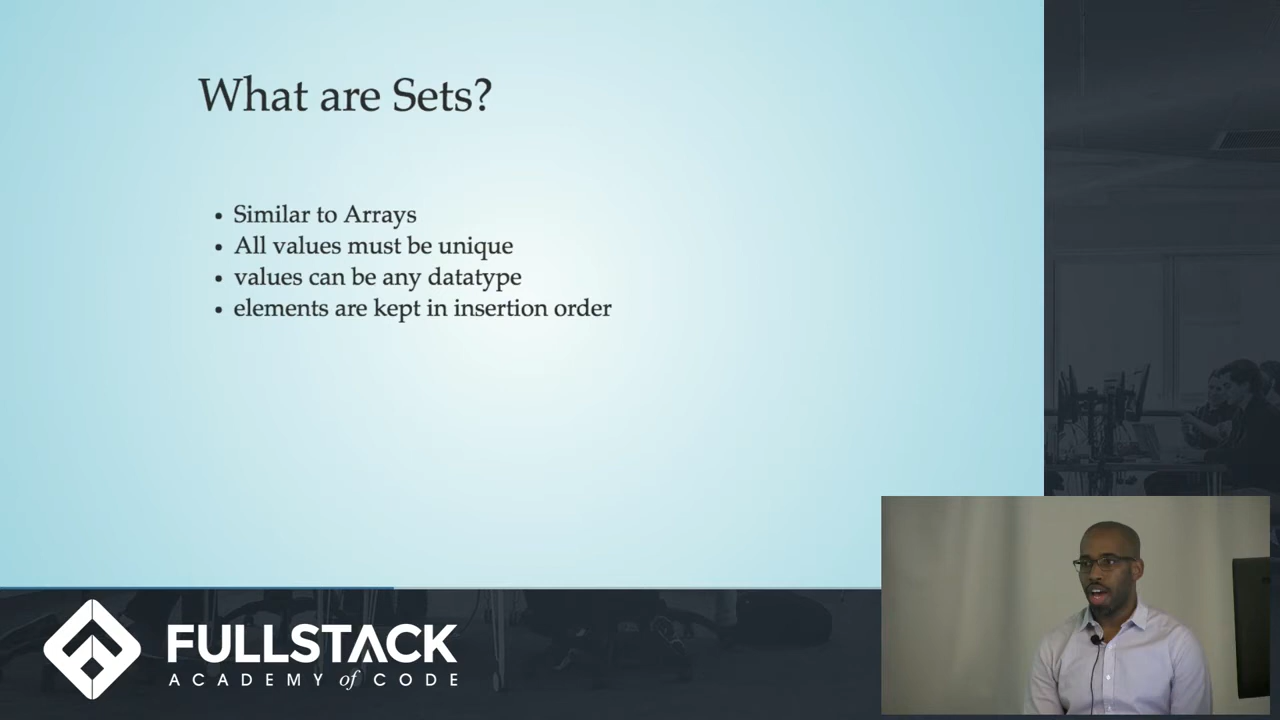 What are Sets?
• Similar to Arrays
• All values must be unique
• values can be any datatype
• elements are kept in insertion order
FULLSTACK
ACADEMY of CODE